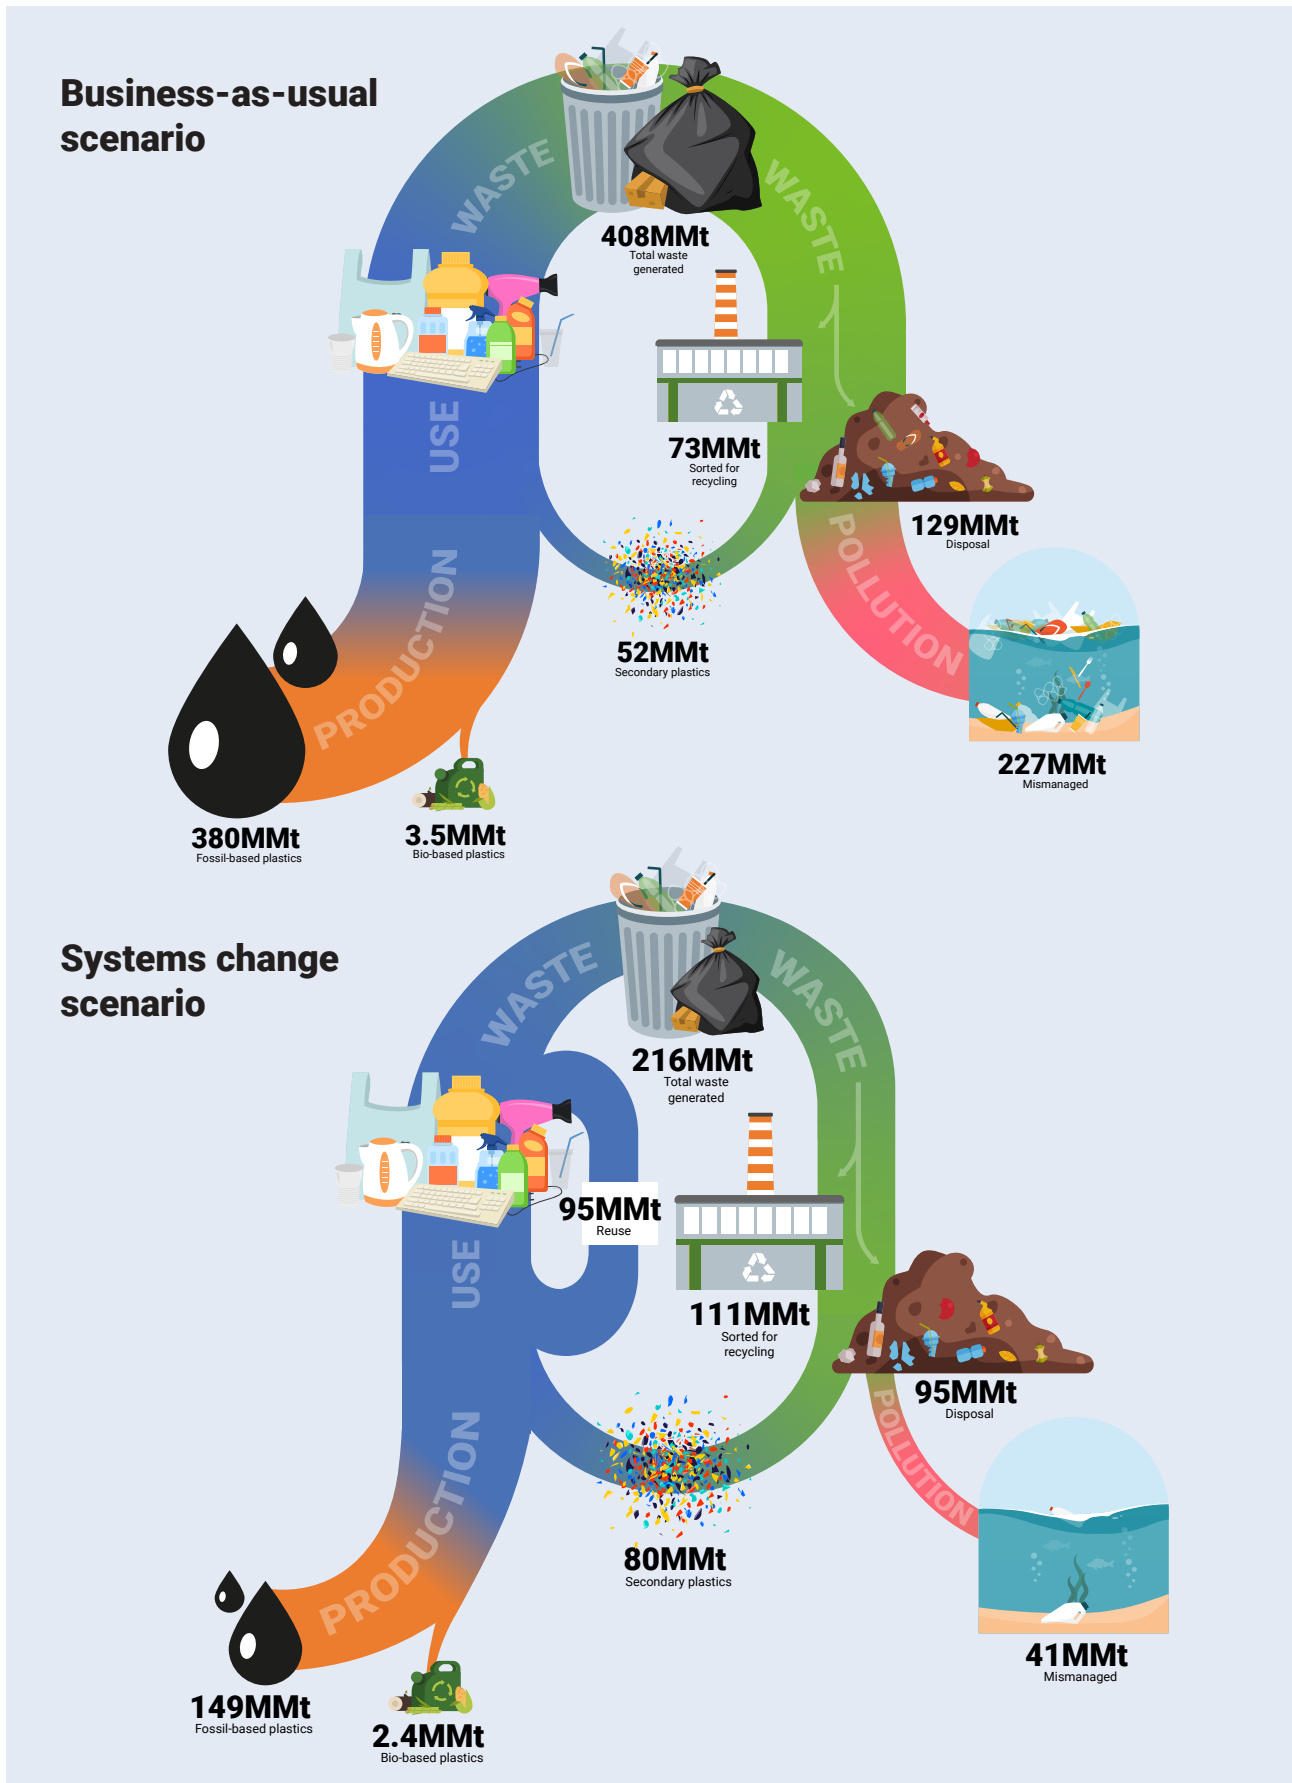 Business-as-usual
scenario
WASTE
WASTE
408MMt
Total waste
generated
USE
73MMt
Sorted for
recycling
129MMt
Disposal
POLLUTION
PRODUCTION
52MMt
Secondary plastics
227MMt
Mismanaged
380MMt
Fossil-based plastics
3.5MMt
Bio-based plastics
Systems change
scenario
WASTE
WASTE
216MMt
Total waste
generated
95MMt
Reuse
USE
111MMt
Sorted for
recycling
95MMt
Disposal
POLLUTION
PRODUCTION
80MMt
Secondary plastics
41MMt
Mismanaged
149MMt
Fossil-based plastics
2.4MMt
Bio-based plastics